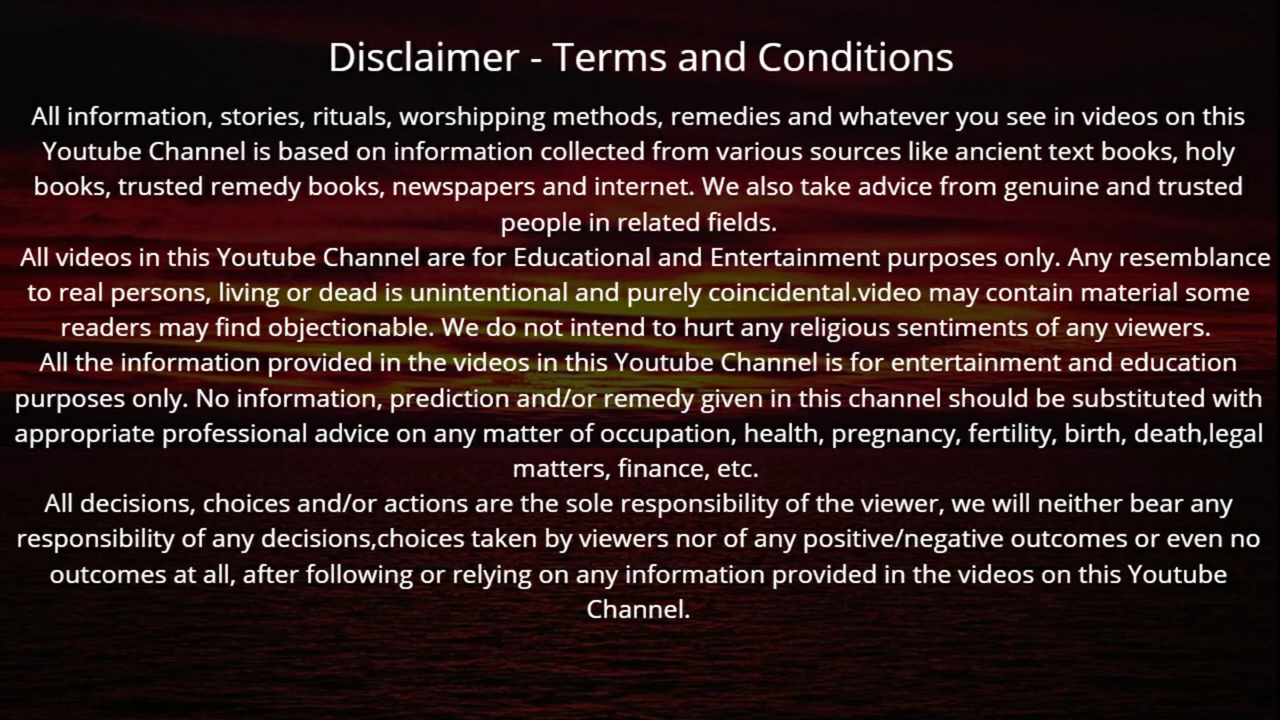 Disclaimer - Terms and Conditions
All information, stories, rituals, worshipping methods, remedies and whatever you see in videos on this
Youtube Channel is based on information collected from various sources like ancient text books, holy
books, trusted remedy books, newspapers and internet. We also take advice from genuine and trusted
people in related fields.
All videos in this Youtube Channel are for Educational and Entertainment purposes only. Any resemblance
to real persons, living or dead is unintentional and purely coincidental.video may contain material some
readers may find objectionable. We do not intend to hurt any religious sentiments of any viewers.
All the information provided in the videos in this Youtube Channel is for entertainment and education
purposes only. No information, prediction and/or remedy given in this channel should be substituted with
appropriate professional advice on any matter of occupation, health, pregnancy, fertility, birth, death,legal
matters, finance, etc.
All decisions, choices and/or actions are the sole responsibility of the viewer, we will neither bear any
responsibility of any decisions,choices taken by viewers nor of any positive/negative outcomes or even no
outcomes at all, after following or relying on any information provided in the videos on this Youtube
Channel.